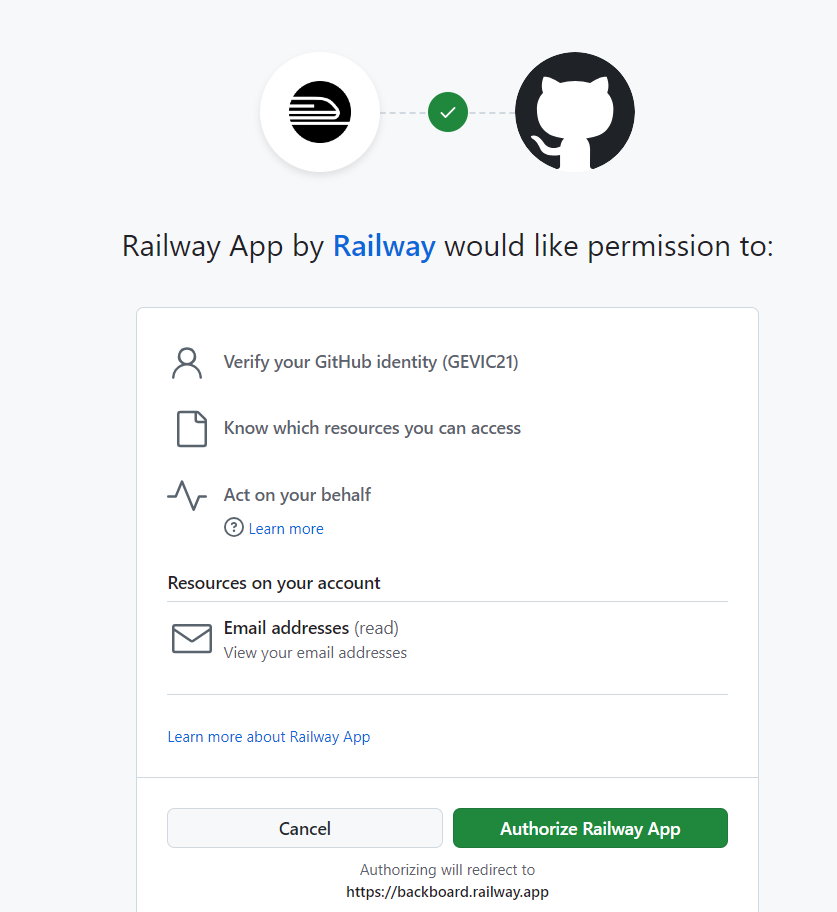 Railway App by Railway would like permission to:
Verify your GitHub identity (GEVIC21)
Know which resources you can access
Act on your behalf
Learn more
Resources on your account
Email addresses (read)
View your email addresses
Learn more about Railway App
Cancel
Authorize Railway App
Authorizing will redirect to
https://backboard.railway.app